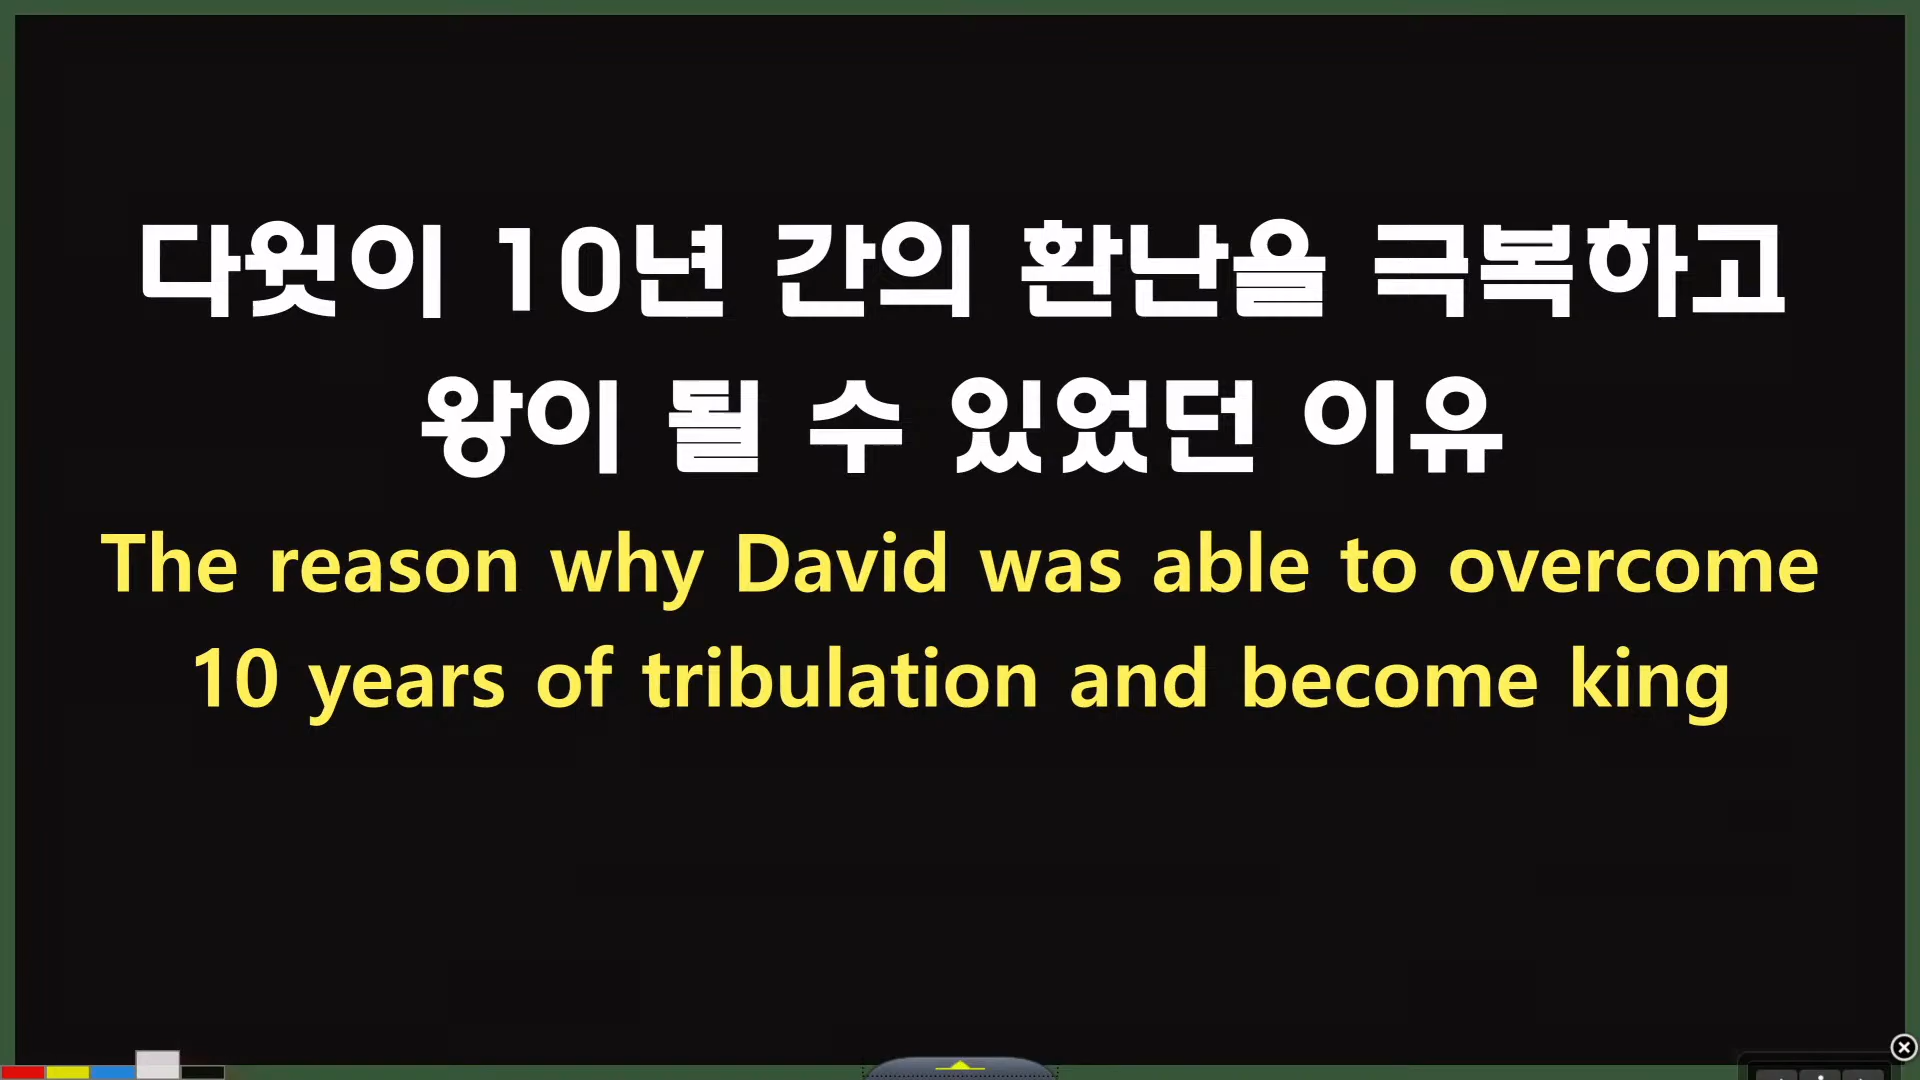 다윗이 10년 간의 환난을 극복하고
왕이 될 수 있었던 이유
The reason why David was able to overcome
10 years of tribulation and become king